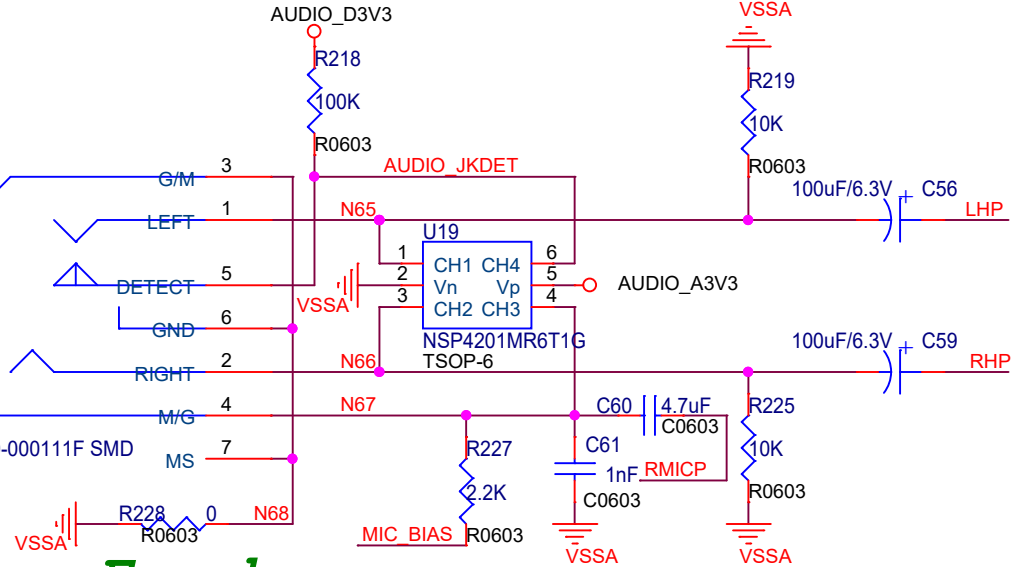 AUDIO_D3V3
VSSA
R218
R219
100K
10K
R0603
R0603
3
AUDIO_JKDET
G/M
100uF/6.3V
+
C56
1
N65
LHP
LEFT
U19
1
CH1
CH4
6
2
Vn
Vp
5
AUDIO_A3V3
3
CH2
CH3
4
5
DETECT
VSSA
6
GND
NSP4201MR6T1G
TSOP-6
100uF/6.3V
+
C59
2
N66
RHP
RIGHT
4
N67
M/G
C60
4.7uF
C0603
R225
-000111F SMD
7
MS
R227
C61
10K
1nF
RMICP
2.2K
C0603
R0603
R228
0
N68
R0603
VSSA
MIC_BIAS
R0603
VSSA
VSSA